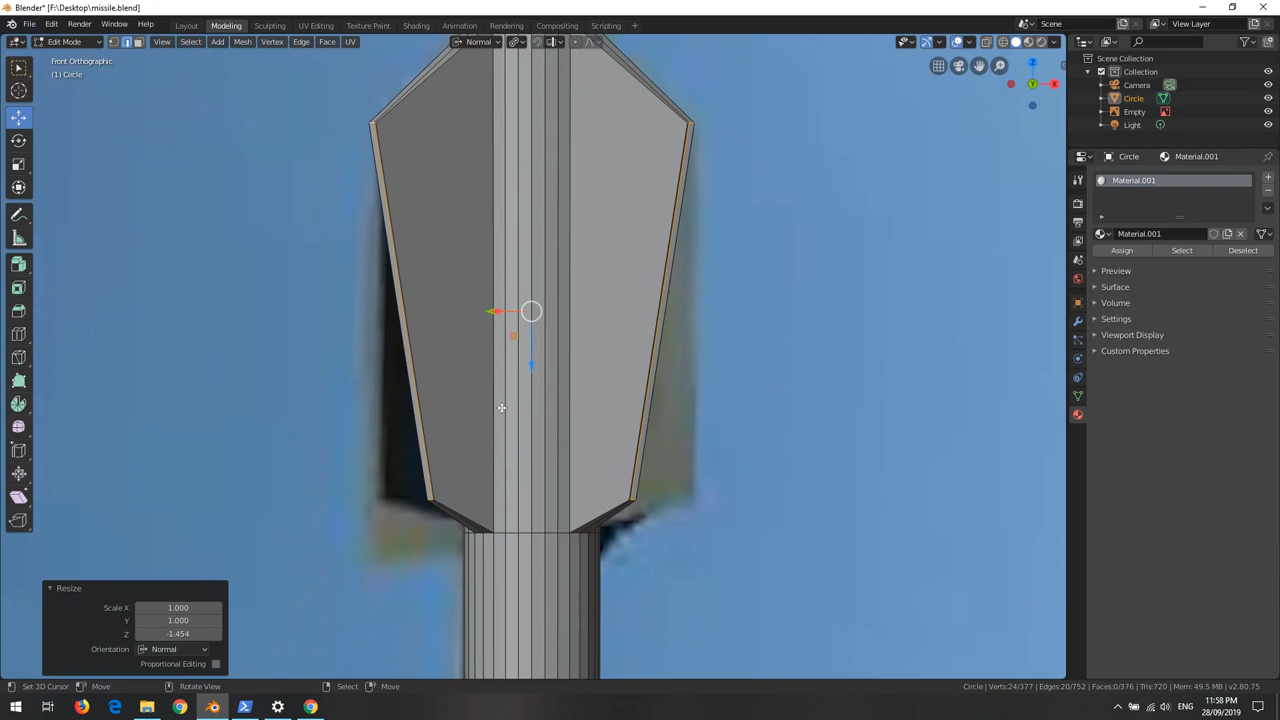 Blender* [F:\Desktop\missile.blend]
File Edit Render Window Help Layout Modeling Sculpting UV Editing Texture Paint Shading Animation Rendering Compositing Scripting + Scene View Layer
Edit Mode View Select Add Mesh Vertex Edge Face UV Normal
Front Orthographic
(1) Circle
Z
Y
X
Scene Collection
Collection
Camera
Circle
Empty
Light
Circle Material.001
Material.001
Material.001
Assign Select Deselect
Preview
Surface
Volume
Settings
Viewport Display
Custom Properties
Resize
Scale X 1.000
Y 1.000
Z -1.454
Orientation Normal
Proportional Editing
Set 3D Cursor Move Rotate View Select Move Circle | Verts:24/377 | Edges:20/752 | Faces:0/376 | Tris:720 | Mem: 49.5 MB | v2.80.75
ENG 11:58 PM
28/09/2019